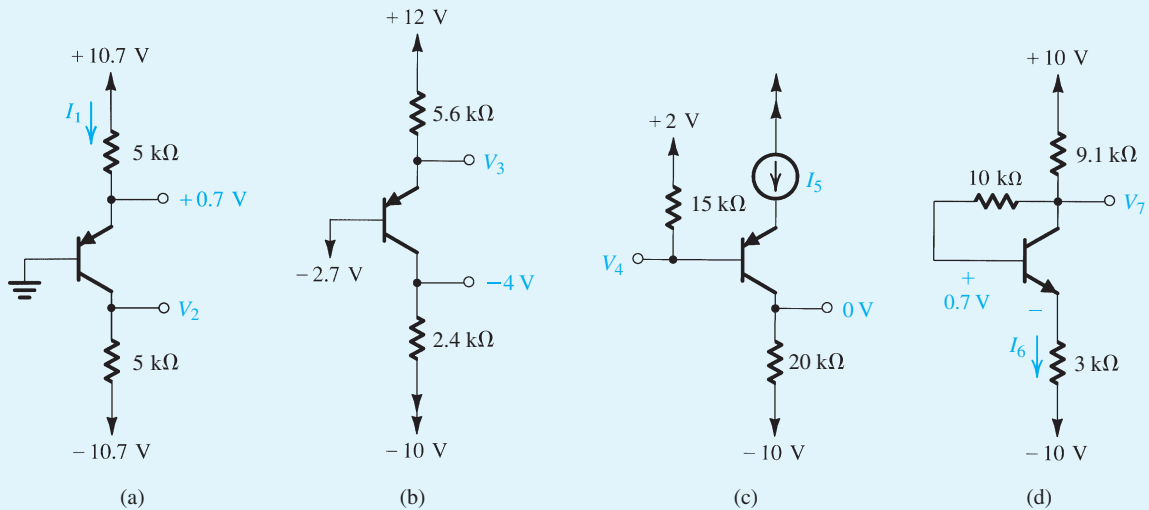 +10.7 V
I1
5 kΩ
+0.7 V
V2
5 kΩ
−10.7 V
(a)
+12 V
5.6 kΩ
V3
−2.7 V
−4 V
2.4 kΩ
−10 V
(b)
+2 V
15 kΩ
I5
V4
0 V
20 kΩ
−10 V
(c)
+10 V
9.1 kΩ
10 kΩ
V7
+
0.7 V
−
I6
3 kΩ
−10 V
(d)